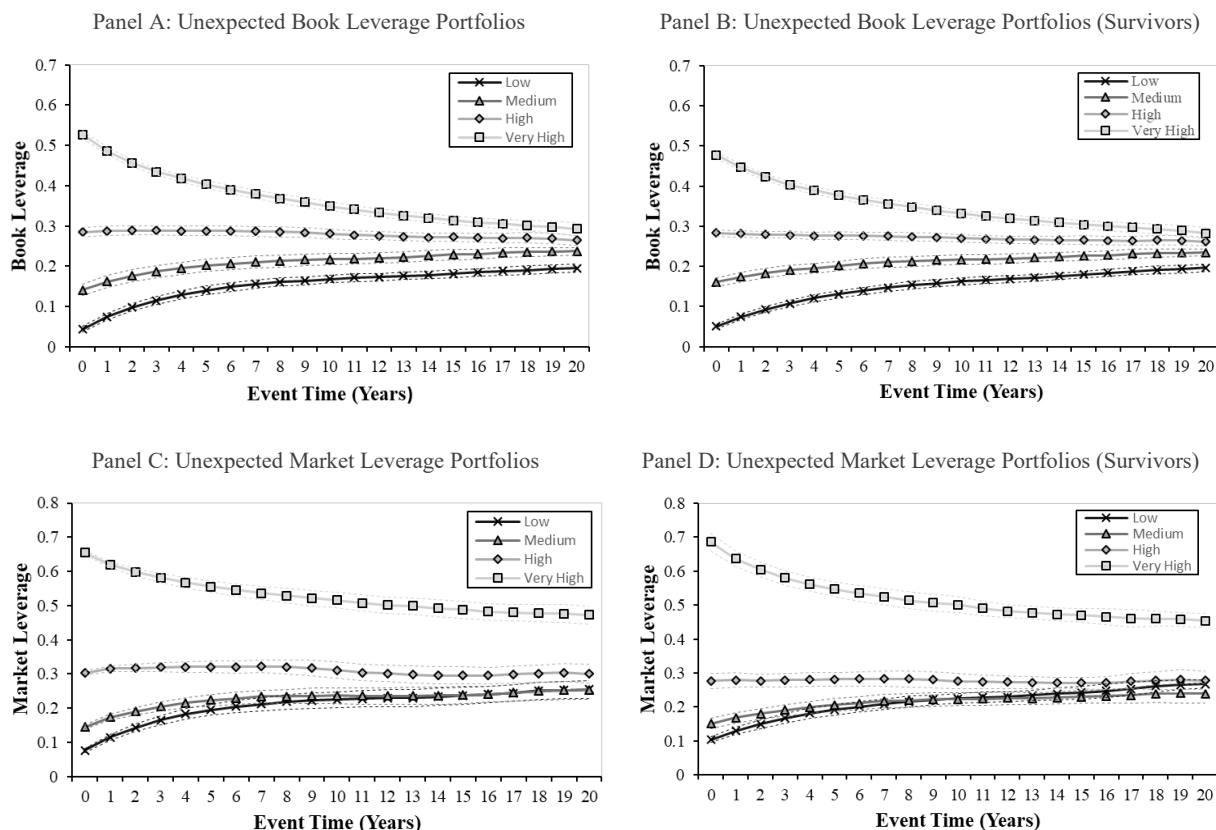 Panel A: Unexpected Book Leverage Portfolios
Book Leverage
0.7
0.6
0.5
0.4
0.3
0.2
0.1
0
Low
Medium
High
Very High
0 1 2 3 4 5 6 7 8 9 10 11 12 13 14 15 16 17 18 19 20
Event Time (Years)
Panel B: Unexpected Book Leverage Portfolios (Survivors)
Book Leverage
0.7
0.6
0.5
0.4
0.3
0.2
0.1
0
Low
Medium
High
Very High
0 1 2 3 4 5 6 7 8 9 10 11 12 13 14 15 16 17 18 19 20
Event Time (Years)
Panel C: Unexpected Market Leverage Portfolios
Market Leverage
0.8
0.7
0.6
0.5
0.4
0.3
0.2
0.1
0
Low
Medium
High
Very High
0 1 2 3 4 5 6 7 8 9 10 11 12 13 14 15 16 17 18 19 20
Event Time (Years)
Panel D: Unexpected Market Leverage Portfolios (Survivors)
Market Leverage
0.8
0.7
0.6
0.5
0.4
0.3
0.2
0.1
0
Low
Medium
High
Very High
0 1 2 3 4 5 6 7 8 9 10 11 12 13 14 15 16 17 18 19 20
Event Time (Years)